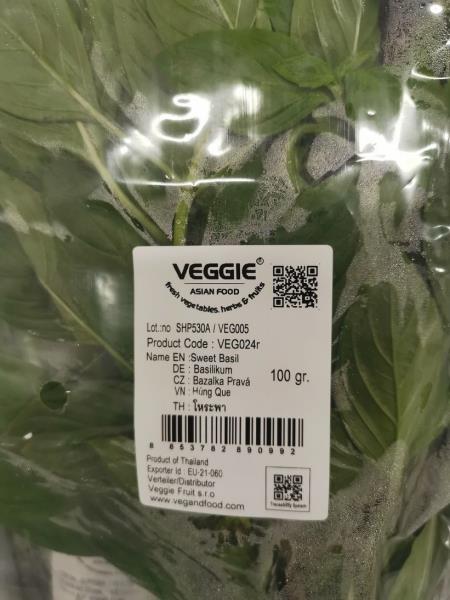 VEGGIE®
ASIAN FOOD
fresh vegetables, herbs & fruits
Lot.:no SHP530A / VEG005
Product Code : VEG024r
Name EN :Sweet Basil
DE : Basilikum
CZ : Bazalka Pravá
VN : Húng Que
TH : โหระพา
100 gr.
8 853782 890992
Product of Thailand
Exporter Id : EU-21-060
Verteiler/Distributor
Veggie Fruit s.r.o
www.vegandfood.com
Traceability System